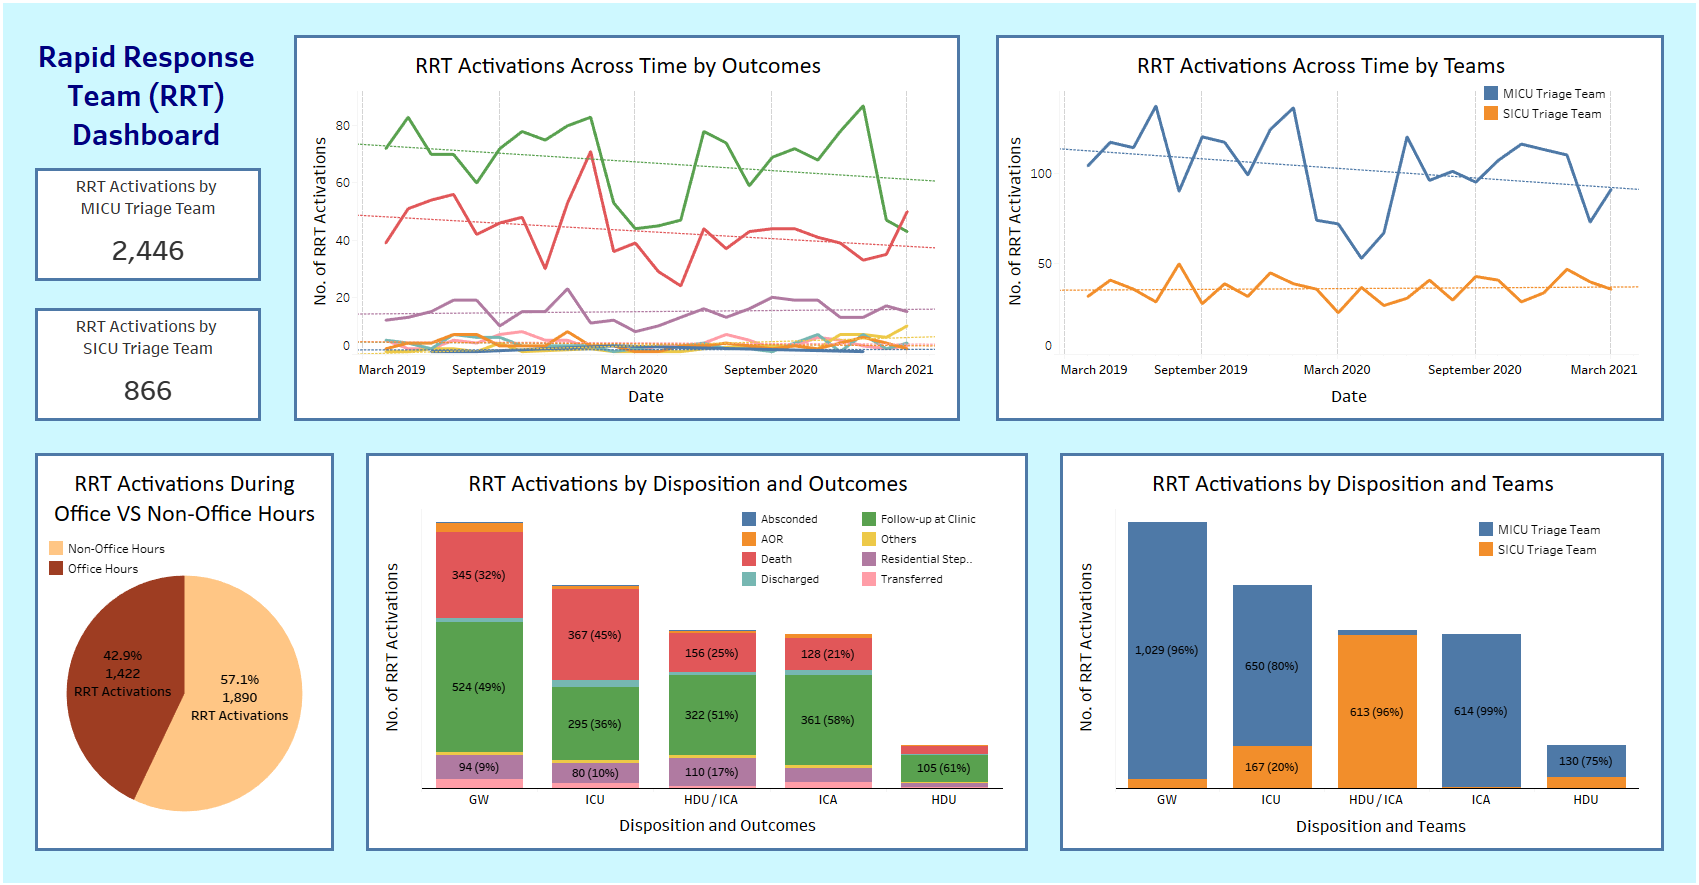 Rapid Response
Team (RRT)
Dashboard
RRT Activations by
MICU Triage Team
2,446
RRT Activations by
SICU Triage Team
866
RRT Activations Across Time by Outcomes
No. of RRT Activations
80
60
40
20
0
March 2019
September 2019
March 2020
September 2020
March 2021
Date
RRT Activations Across Time by Teams
MICU Triage Team
SICU Triage Team
No. of RRT Activations
100
50
0
March 2019
September 2019
March 2020
September 2020
March 2021
Date
RRT Activations During
Office VS Non-Office Hours
Non-Office Hours
Office Hours
42.9%
1,422
RRT Activations
57.1%
1,890
RRT Activations
RRT Activations by Disposition and Outcomes
Absconded
AOR
Death
Discharged
Follow-up at Clinic
Others
Residential Step..
Transferred
No. of RRT Activations
345 (32%)
524 (49%)
94 (9%)
367 (45%)
295 (36%)
80 (10%)
156 (25%)
322 (51%)
110 (17%)
128 (21%)
361 (58%)
105 (61%)
GW
ICU
HDU / ICA
ICA
HDU
Disposition and Outcomes
RRT Activations by Disposition and Teams
MICU Triage Team
SICU Triage Team
No. of RRT Activations
1,029 (96%)
650 (80%)
167 (20%)
613 (96%)
614 (99%)
130 (75%)
GW
ICU
HDU / ICA
ICA
HDU
Disposition and Teams